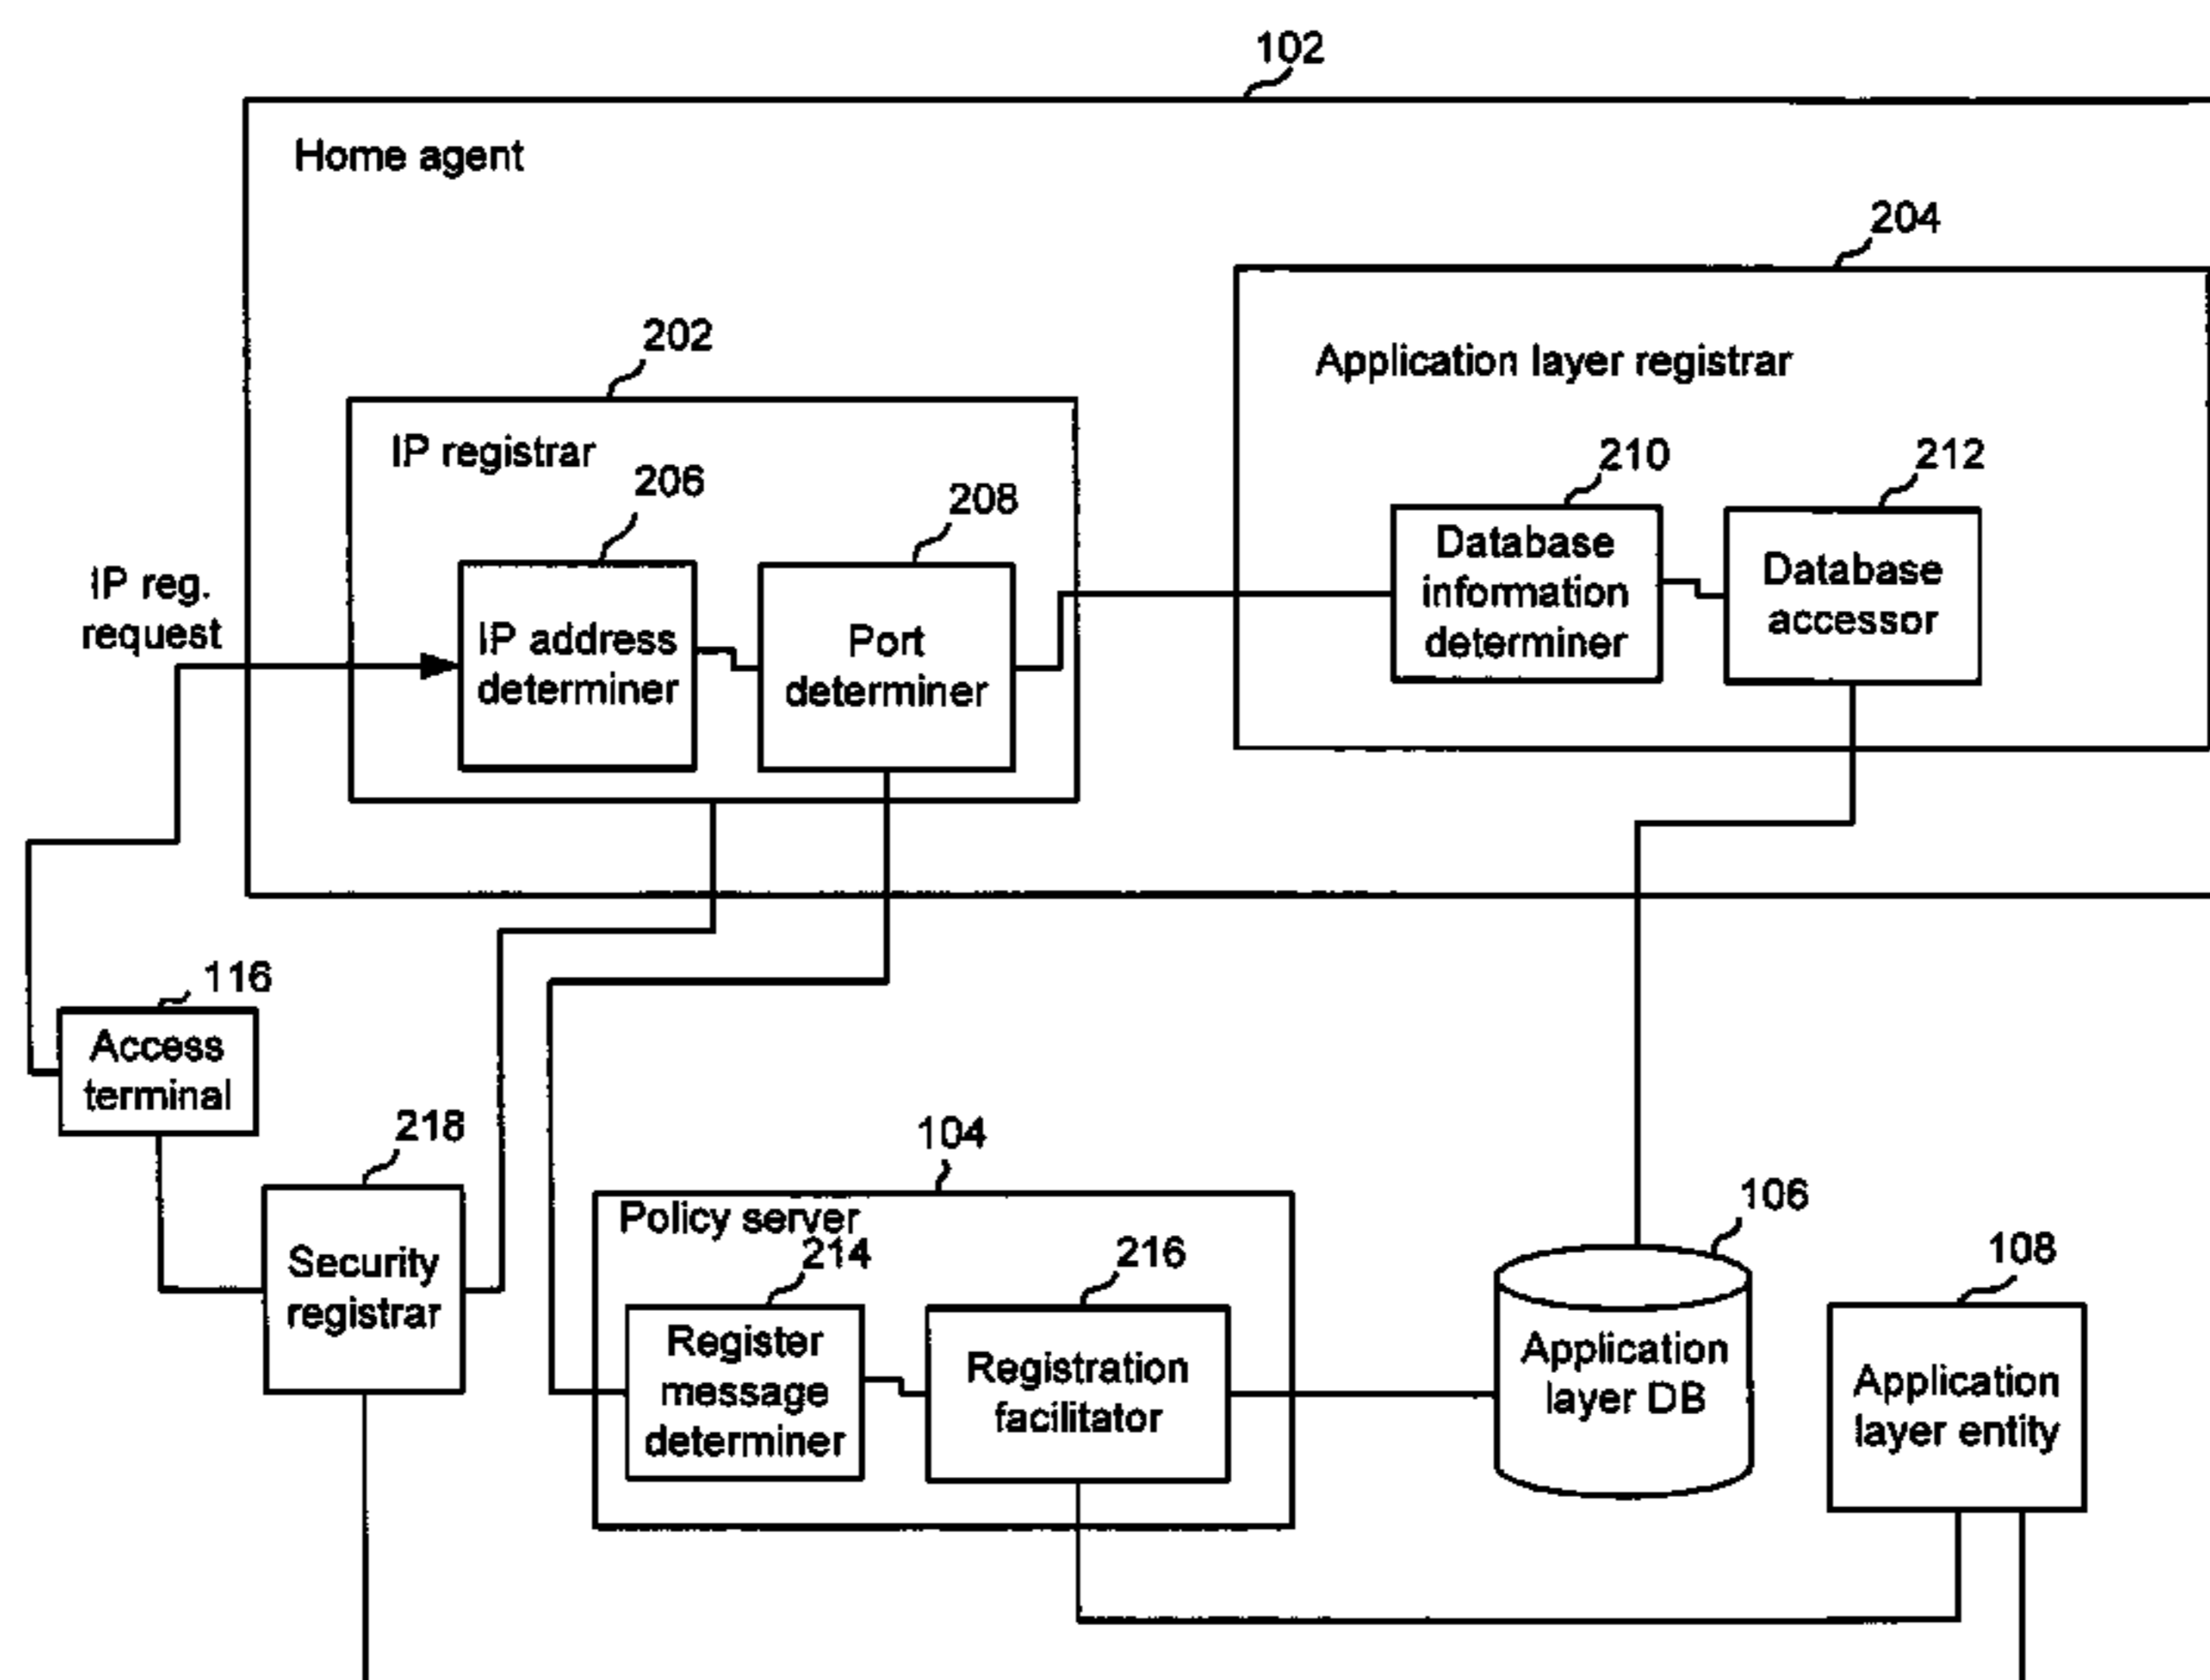 102
Home agent
204
202
Application layer registrar
IP registrar
206
208
210
212
IP reg.
request
IP address
determiner
Port
determiner
Database
information
determiner
Database
accessor
116
Access
terminal
218
Security
registrar
104
Policy server
214
216
Register
message
determiner
Registration
facilitator
106
Application
layer DB
108
Application
layer entity